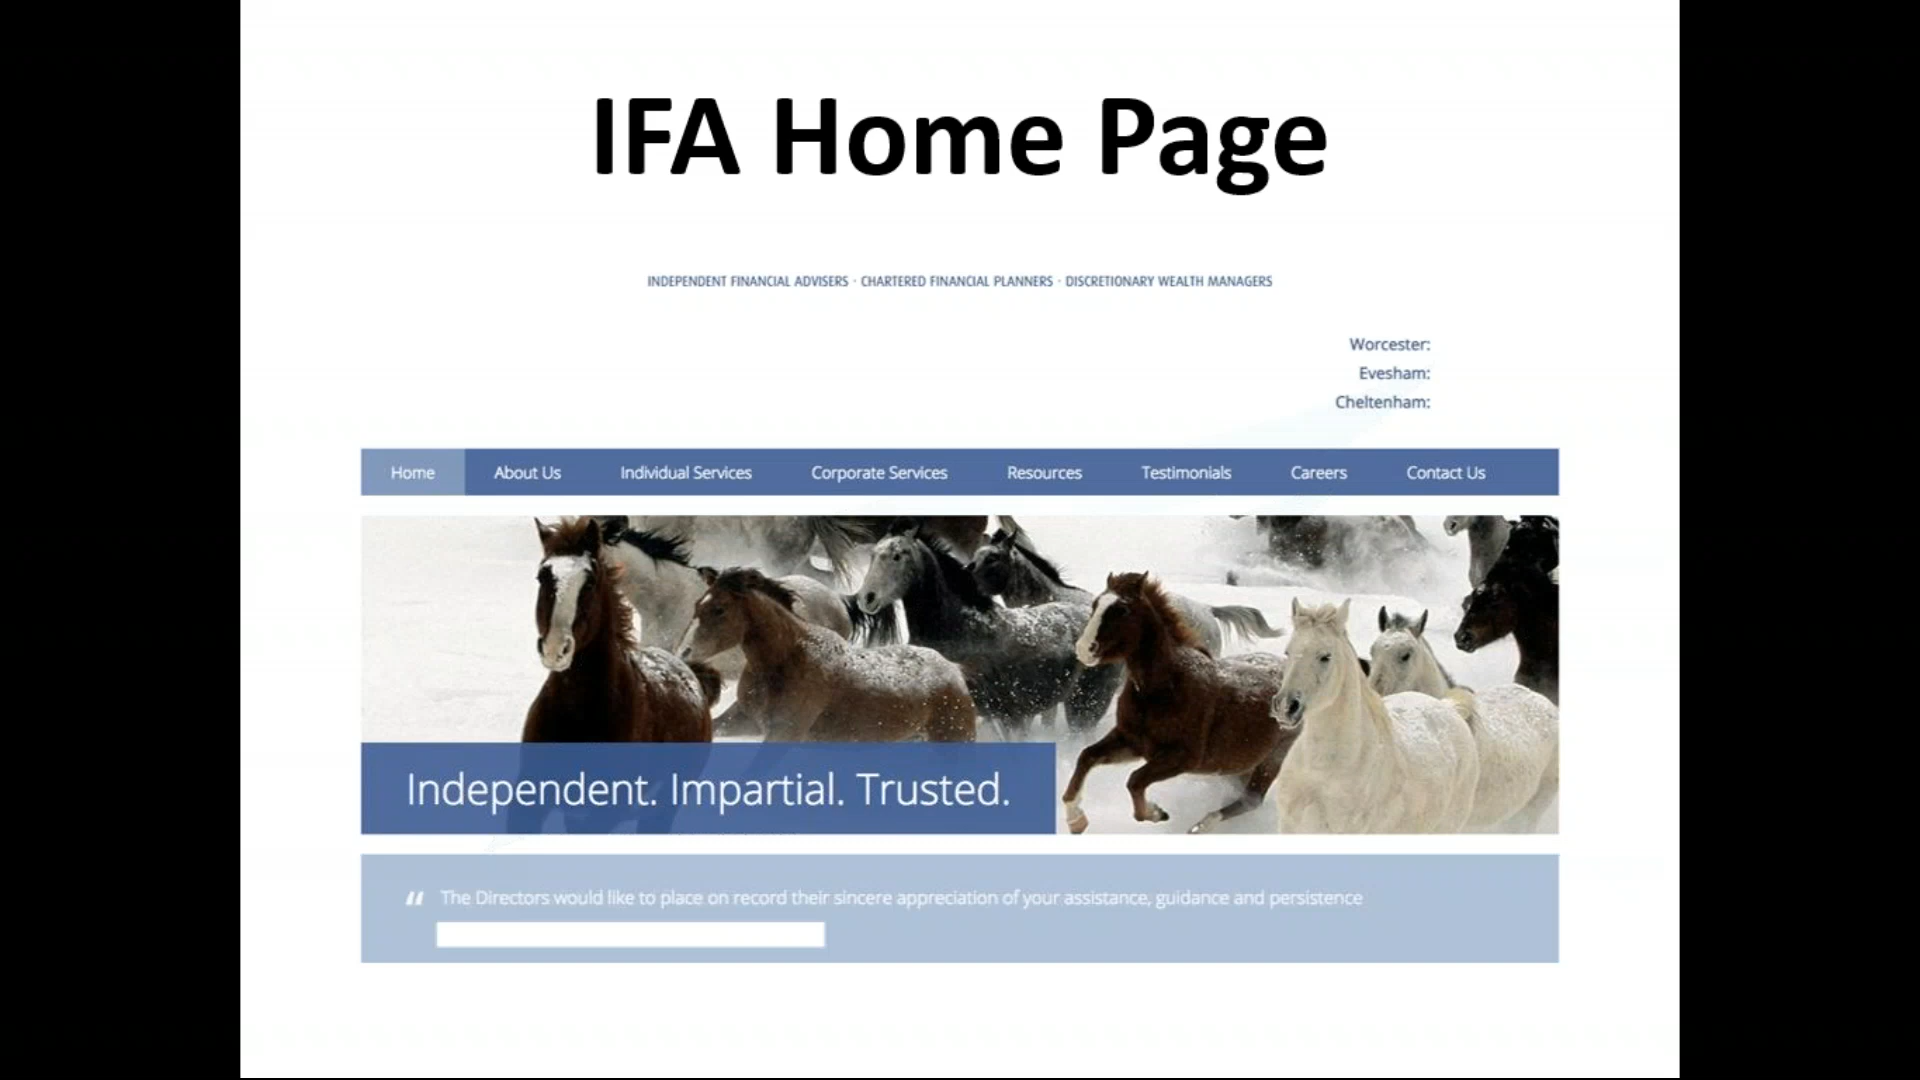 IFA Home Page
INDEPENDENT FINANCIAL ADVISERS · CHARTERED FINANCIAL PLANNERS · DISCRETIONARY WEALTH MANAGERS
Worcester:
Evesham:
Cheltenham:
Home About Us Individual Services Corporate Services Resources Testimonials Careers Contact Us
Independent. Impartial. Trusted.
“ The Directors would like to place on record their sincere appreciation of your assistance, guidance and persistence